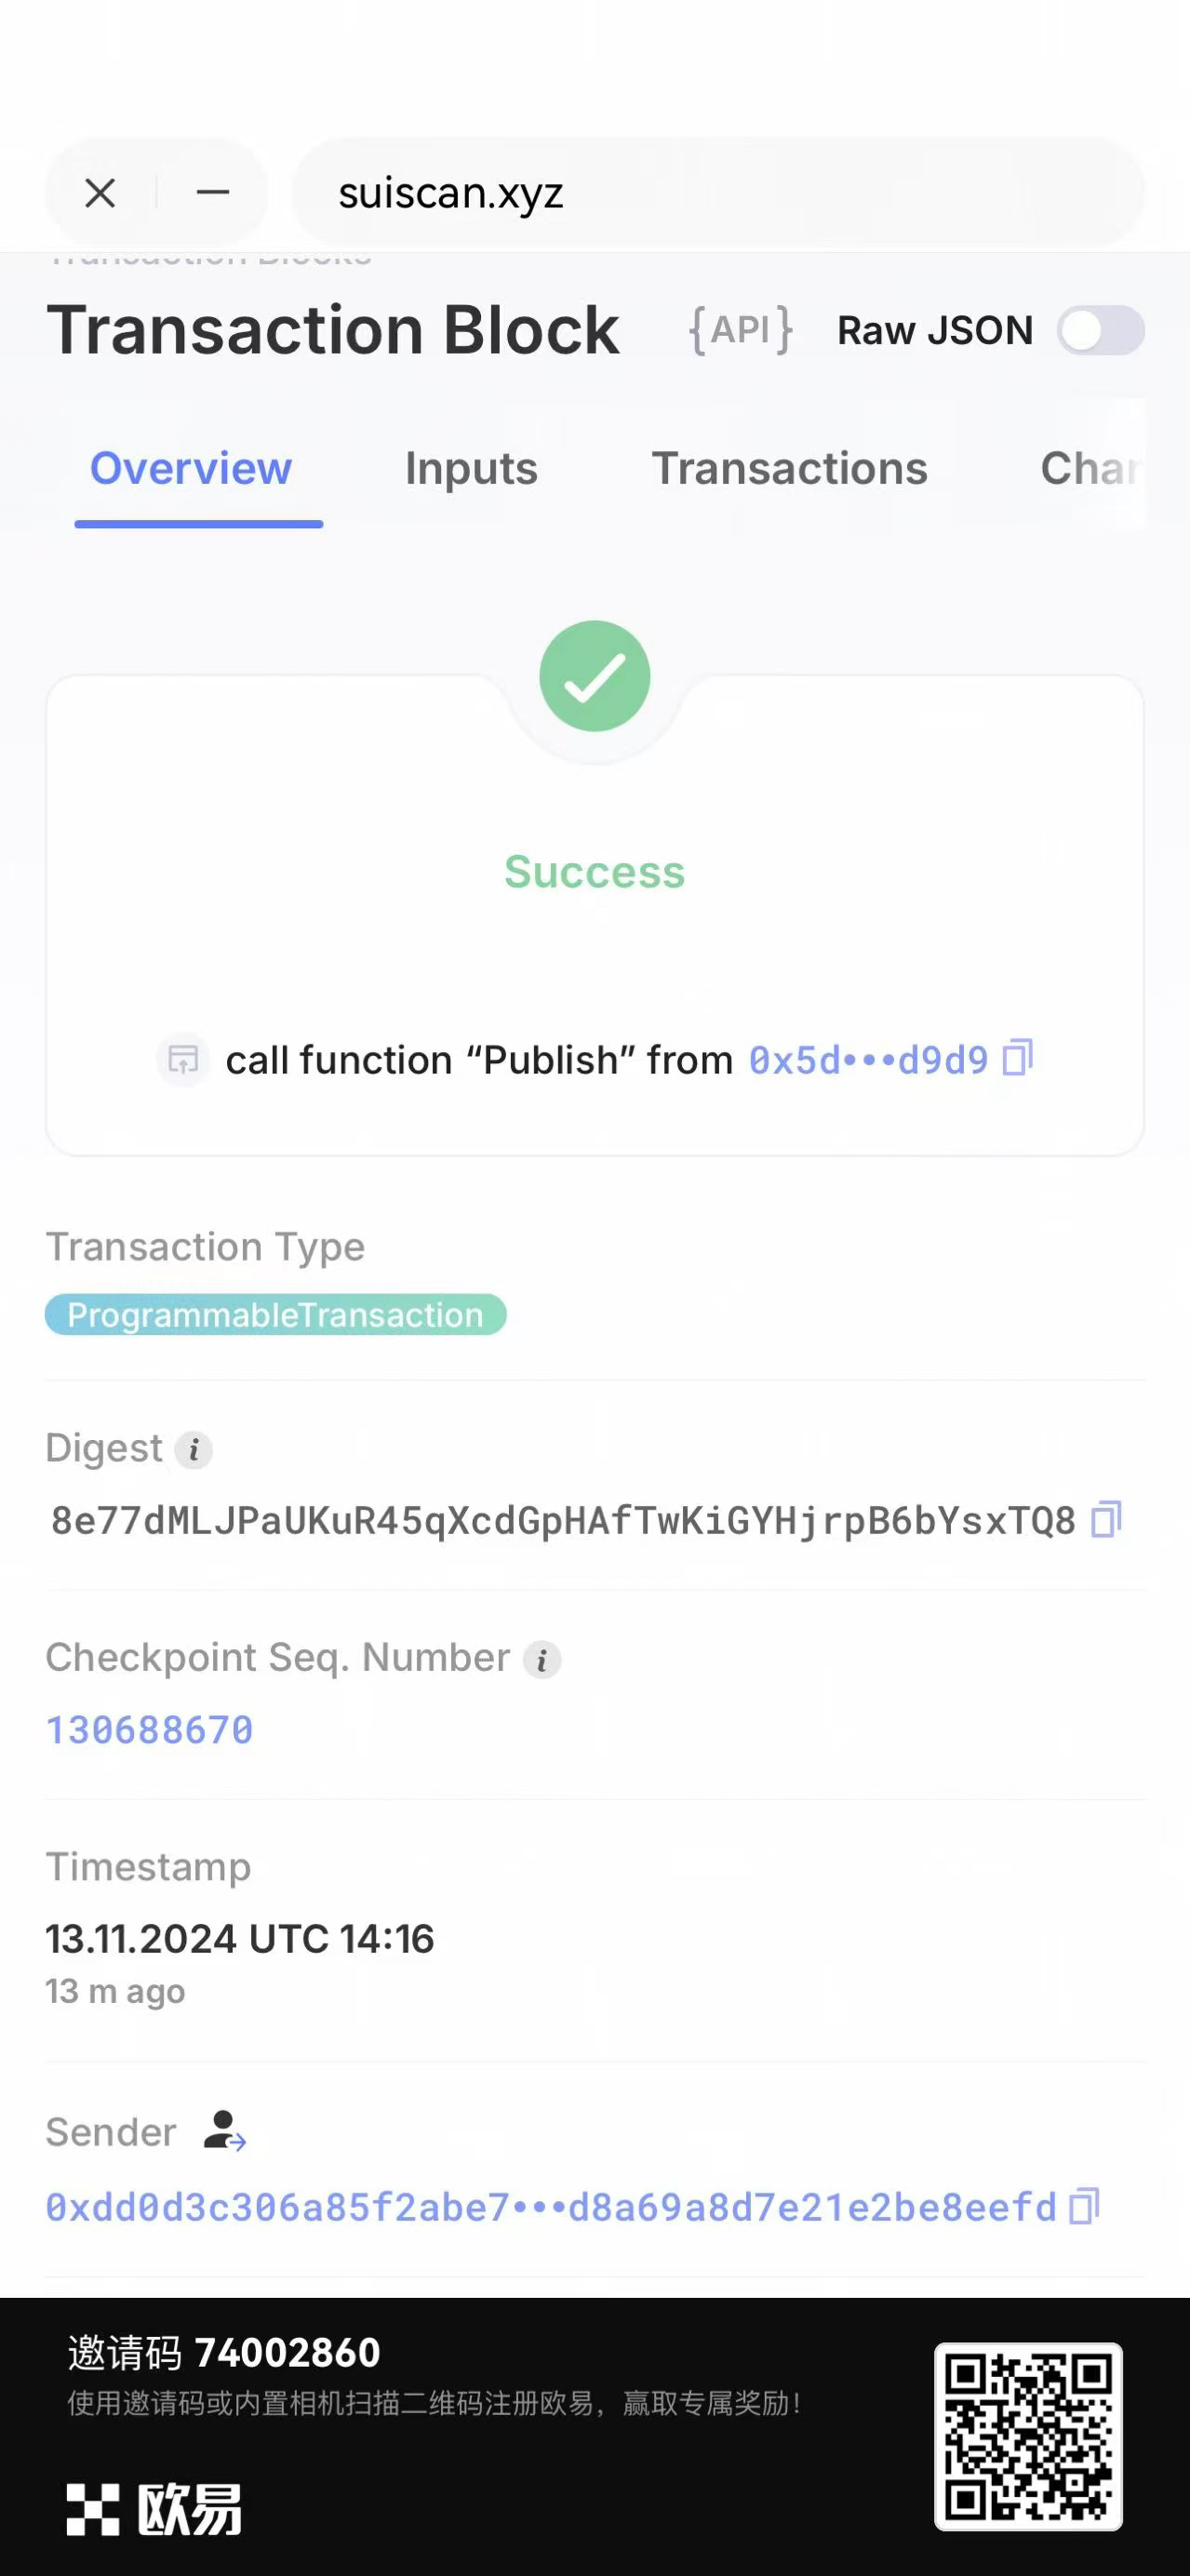 suiscan.xyz
Transaction Blocks
Transaction Block {API} Raw JSON
Overview Inputs Transactions Char
Success
call function “Publish” from 0x5d•••d9d9
Transaction Type
ProgrammableTransaction
Digest i
8e77dMLJPaUKuR45qXcdGpHAfTwKiGYHjrpB6bYsxTQ8
Checkpoint Seq. Number i
130688670
Timestamp
13.11.2024 UTC 14:16
13 m ago
Sender
0xdd0d3c306a85f2abe7•••d8a69a8d7e21e2be8eefd
邀请码 74002860
使用邀请码或内置相机扫描二维码注册欧易，赢取专属奖励！
欧易